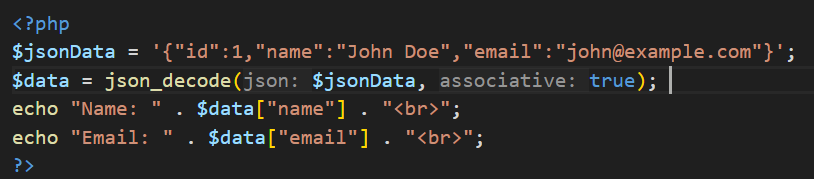 <?php
$jsonData = '{"id":1,"name":"John Doe","email":"john@example.com"}';
$data = json_decode(json: $jsonData, associative: true);
echo "Name: " . $data["name"] . "<br>";
echo "Email: " . $data["email"] . "<br>";
?>